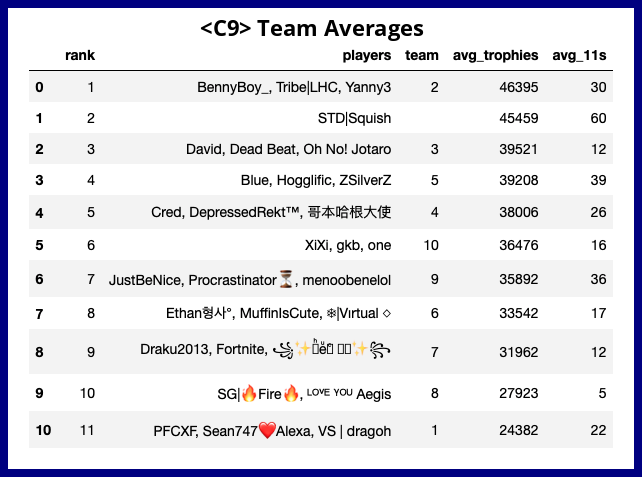 <C9> Team Averages
rank players team avg_trophies avg_11s
0 1 BennyBoy_, Tribe|LHC, Yanny3 2 46395 30
1 2 STD|Squish 45459 60
2 3 David, Dead Beat, Oh No! Jotaro 3 39521 12
3 4 Blue, Hogglific, ZSilverZ 5 39208 39
4 5 Cred, DepressedRekt™, 哥本哈根大使 4 38006 26
5 6 XiXi, gkb, one 10 36476 16
6 7 JustBeNice, Procrastinator⏳, menoobenelol 9 35892 36
7 8 Ethan형사°, MuffinIsCute, ❄|Vırtual ◇ 6 33542 17
8 9 Draku2013, Fortnite, 7 31962 12
9 10 SG|🔥Fire🔥, ᴸᴼⱽᴱ ᵞᴼᵁ Aegis 8 27923 5
10 11 PFCXF, Sean747❤️Alexa, VS | dragoh 1 24382 22